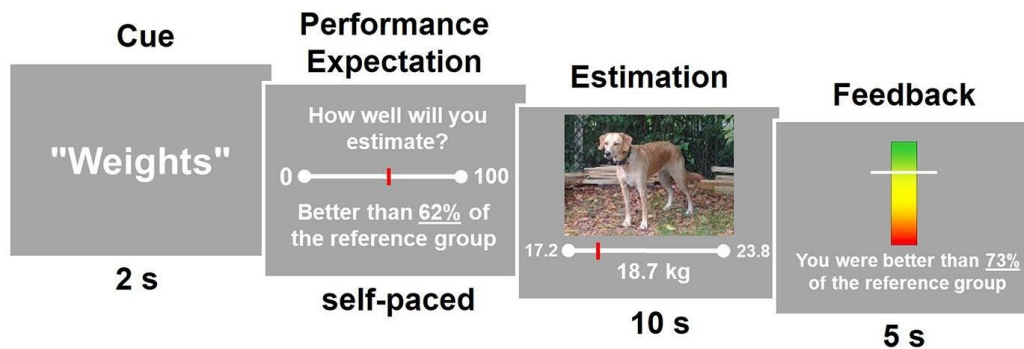 Cue
"Weights"
2 s
Performance
Expectation
How well will you
estimate?
0 100
Better than 62% of
the reference group
self-paced
Estimation
17.2 23.8
18.7 kg
10 s
Feedback
You were better than 73%
of the reference group
5 s